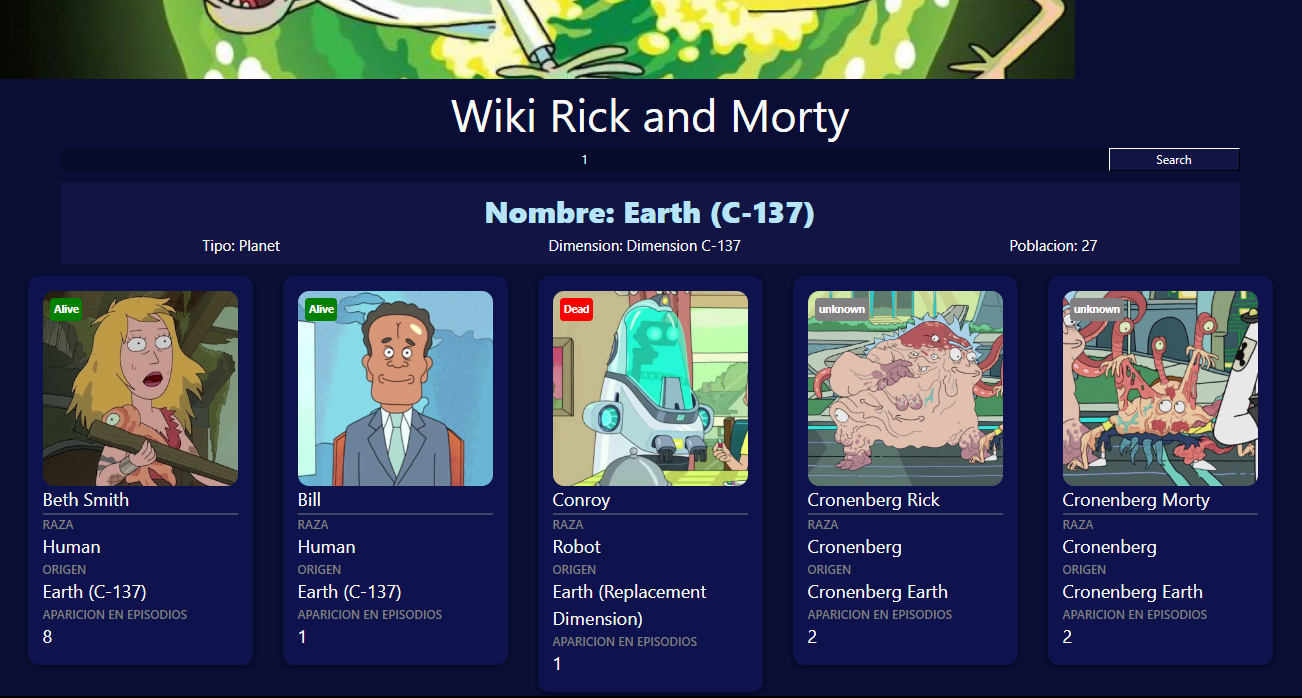 Wiki Rick and Morty
1
Search
Nombre: Earth (C-137)
Tipo: Planet
Dimension: Dimension C-137
Poblacion: 27
Alive
Beth Smith
RAZA
Human
ORIGEN
Earth (C-137)
APARICION EN EPISODIOS
8
Alive
Bill
RAZA
Human
ORIGEN
Earth (C-137)
APARICION EN EPISODIOS
1
Dead
Conroy
RAZA
Robot
ORIGEN
Earth (Replacement
Dimension)
APARICION EN EPISODIOS
1
unknown
Cronenberg Rick
RAZA
Cronenberg
ORIGEN
Cronenberg Earth
APARICION EN EPISODIOS
2
unknown
Cronenberg Morty
RAZA
Cronenberg
ORIGEN
Cronenberg Earth
APARICION EN EPISODIOS
2